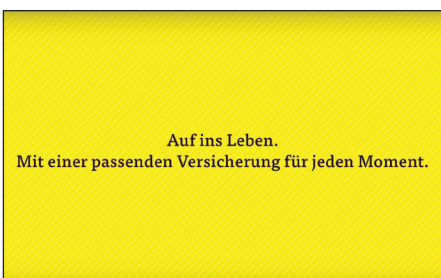 Auf ins Leben.
Mit einer passenden Versicherung für jeden Moment.